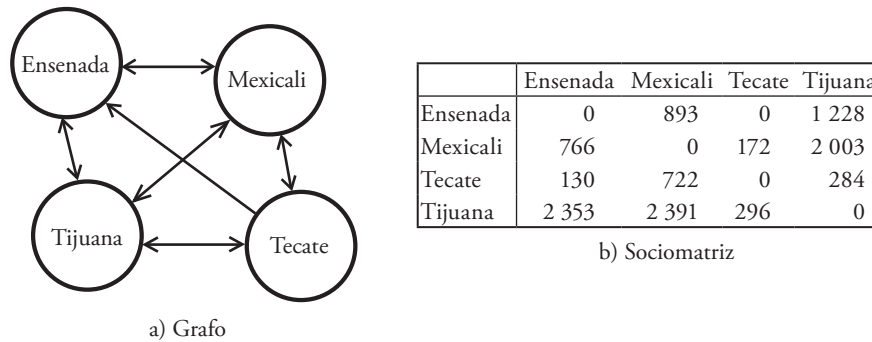 Ensenada
Mexicali
Tijuana
Tecate
a) Grafo
Ensenada Mexicali Tecate Tijuana
Ensenada 0 893 0 1 228
Mexicali 766 0 172 2 003
Tecate 130 722 0 284
Tijuana 2 353 2 391 296 0
b) Sociomatriz